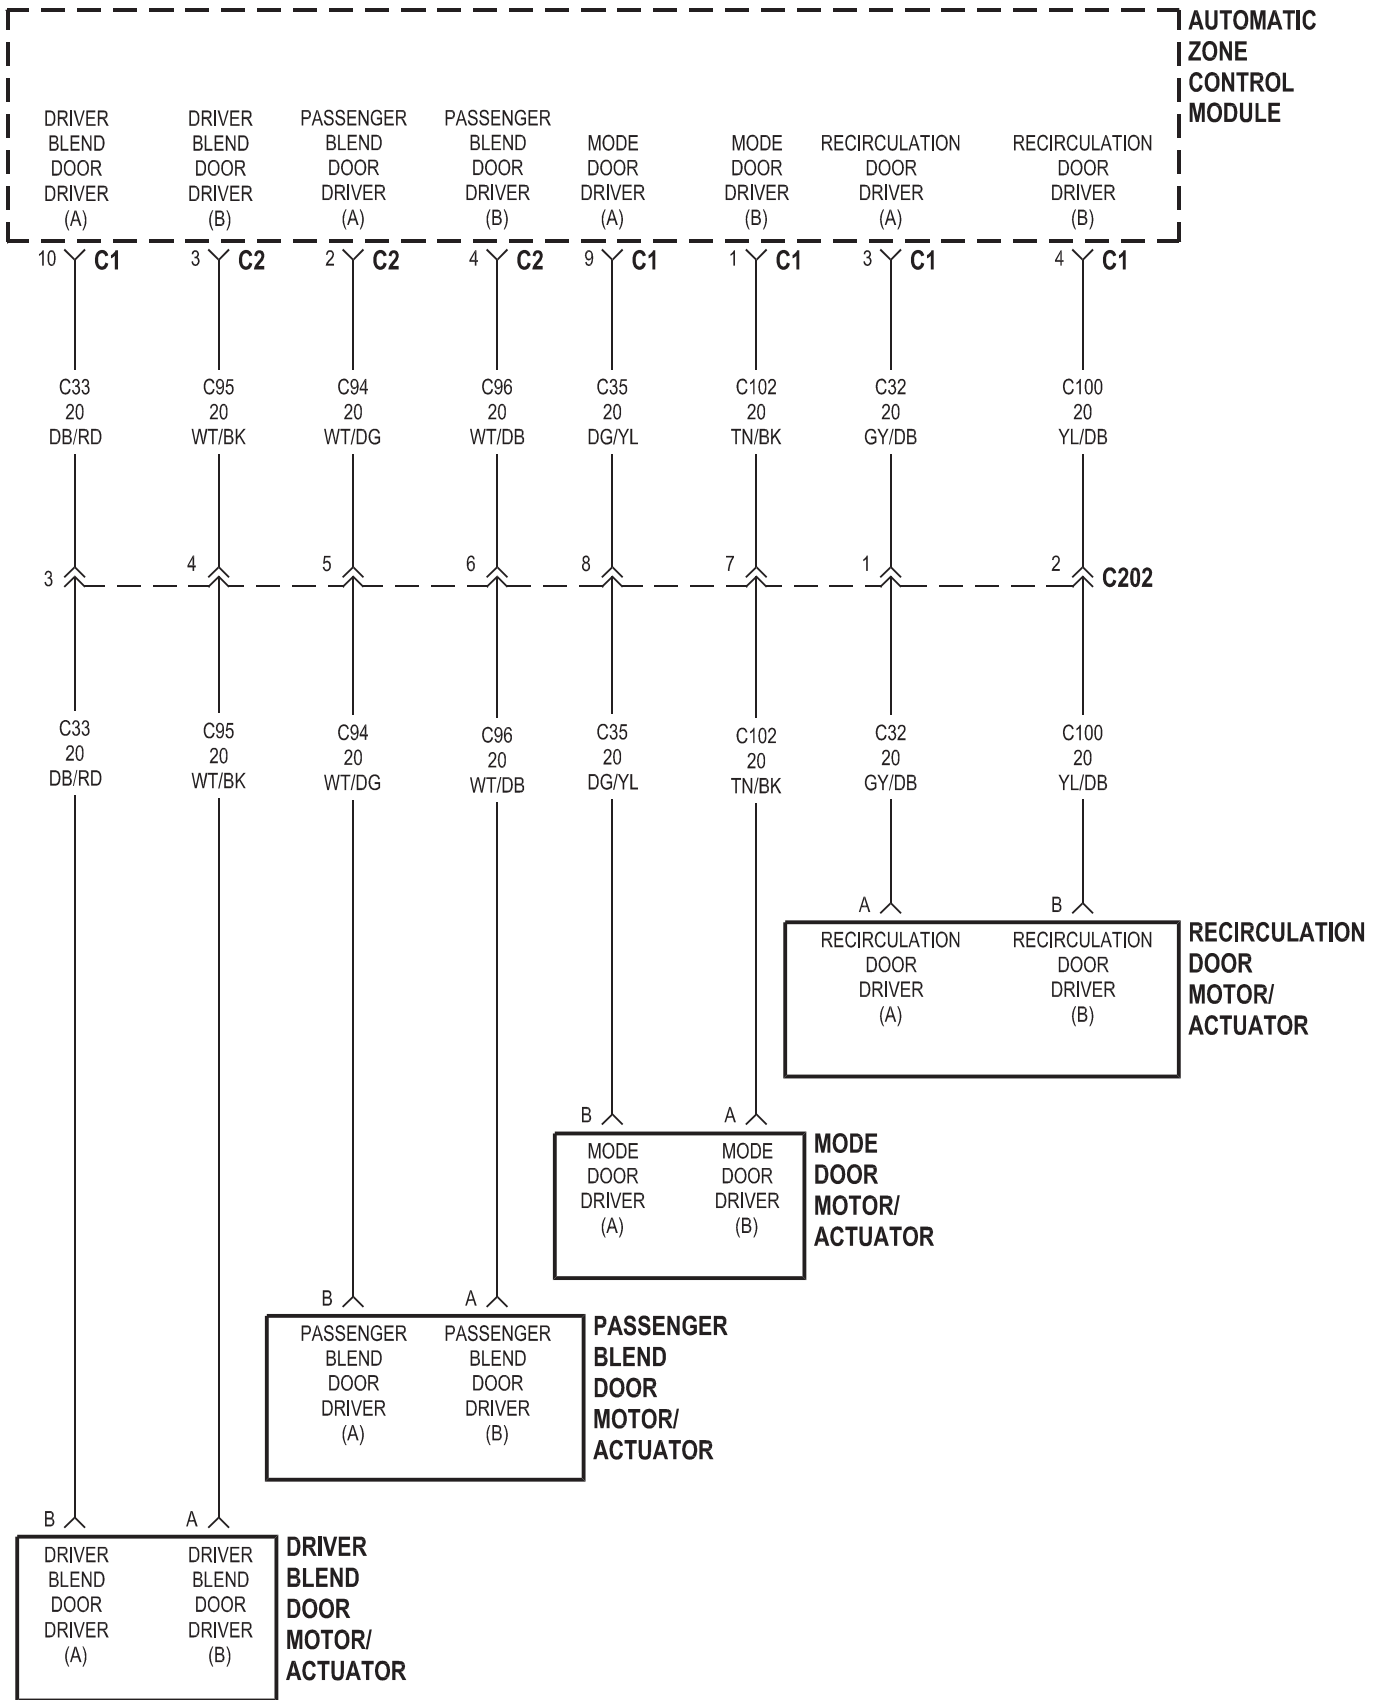 AUTOMATIC
ZONE
CONTROL
MODULE
DRIVER
BLEND
DOOR
DRIVER
(A)
DRIVER
BLEND
DOOR
DRIVER
(B)
PASSENGER
BLEND
DOOR
DRIVER
(A)
PASSENGER
BLEND
DOOR
DRIVER
(B)
MODE
DOOR
DRIVER
(A)
MODE
DOOR
DRIVER
(B)
RECIRCULATION
DOOR
DRIVER
(A)
RECIRCULATION
DOOR
DRIVER
(B)
10 C1
3 C2
2 C2
4 C2
9 C1
1 C1
3 C1
4 C1
C33
20
DB/RD
C95
20
WT/BK
C94
20
WT/DG
C96
20
WT/DB
C35
20
DG/YL
C102
20
TN/BK
C32
20
GY/DB
C100
20
YL/DB
3
4
5
6
8
7
1
2
C202
C33
20
DB/RD
C95
20
WT/BK
C94
20
WT/DG
C96
20
WT/DB
C35
20
DG/YL
C102
20
TN/BK
C32
20
GY/DB
C100
20
YL/DB
A
B
RECIRCULATION
DOOR
DRIVER
(A)
RECIRCULATION
DOOR
DRIVER
(B)
RECIRCULATION
DOOR
MOTOR/
ACTUATOR
B
A
MODE
DOOR
DRIVER
(A)
MODE
DOOR
DRIVER
(B)
MODE
DOOR
MOTOR/
ACTUATOR
B
A
PASSENGER
BLEND
DOOR
DRIVER
(A)
PASSENGER
BLEND
DOOR
DRIVER
(B)
PASSENGER
BLEND
DOOR
MOTOR/
ACTUATOR
B
A
DRIVER
BLEND
DOOR
DRIVER
(A)
DRIVER
BLEND
DOOR
DRIVER
(B)
DRIVER
BLEND
DOOR
MOTOR/
ACTUATOR